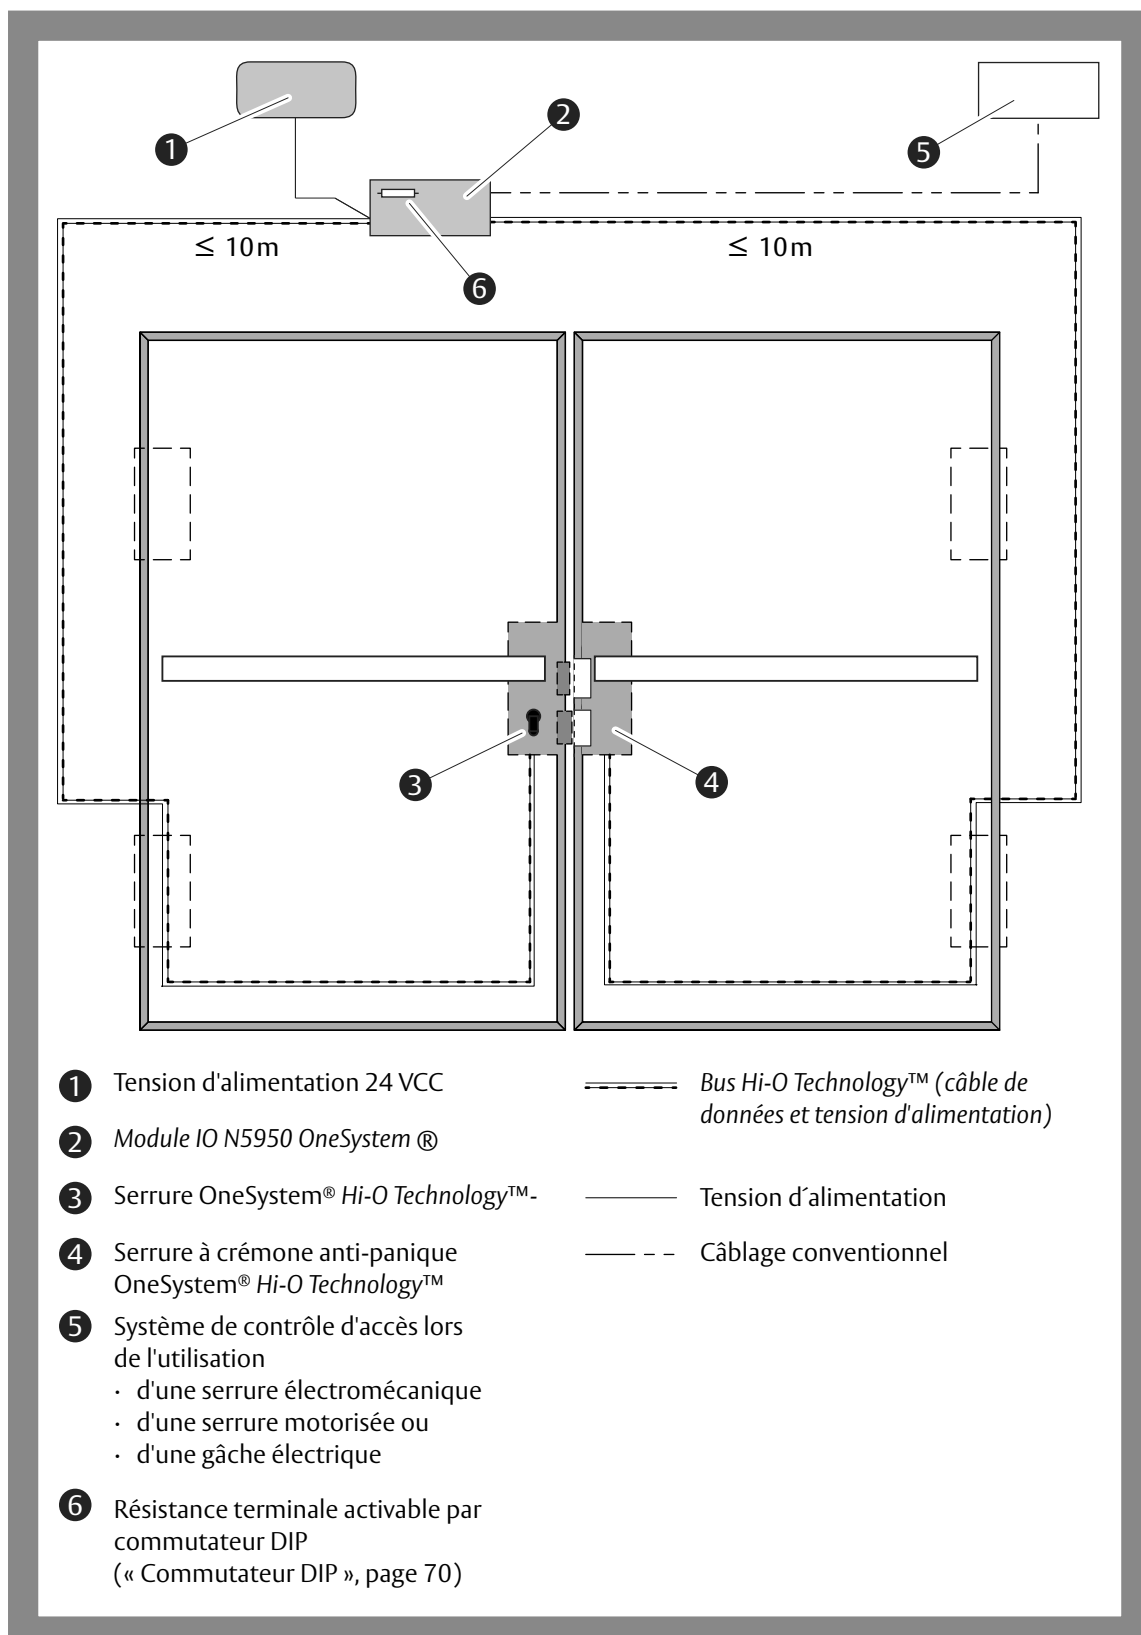 1
2
5
≤ 10 m
≤ 10 m
6
3
4
1 Tension d'alimentation 24 VCC
2 Module IO N5950 OneSystem ®
3 Serrure OneSystem® Hi-O Technology™-
4 Serrure à crémone anti-panique
OneSystem® Hi-O Technology™
5 Système de contrôle d'accès lors
de l'utilisation
· d'une serrure électromécanique
· d'une serrure motorisée ou
· d'une gâche électrique
6 Résistance terminale activable par
commutateur DIP
(« Commutateur DIP », page 70)
Bus Hi-O Technology™ (câble de
données et tension d'alimentation)
Tension d´alimentation
Câblage conventionnel